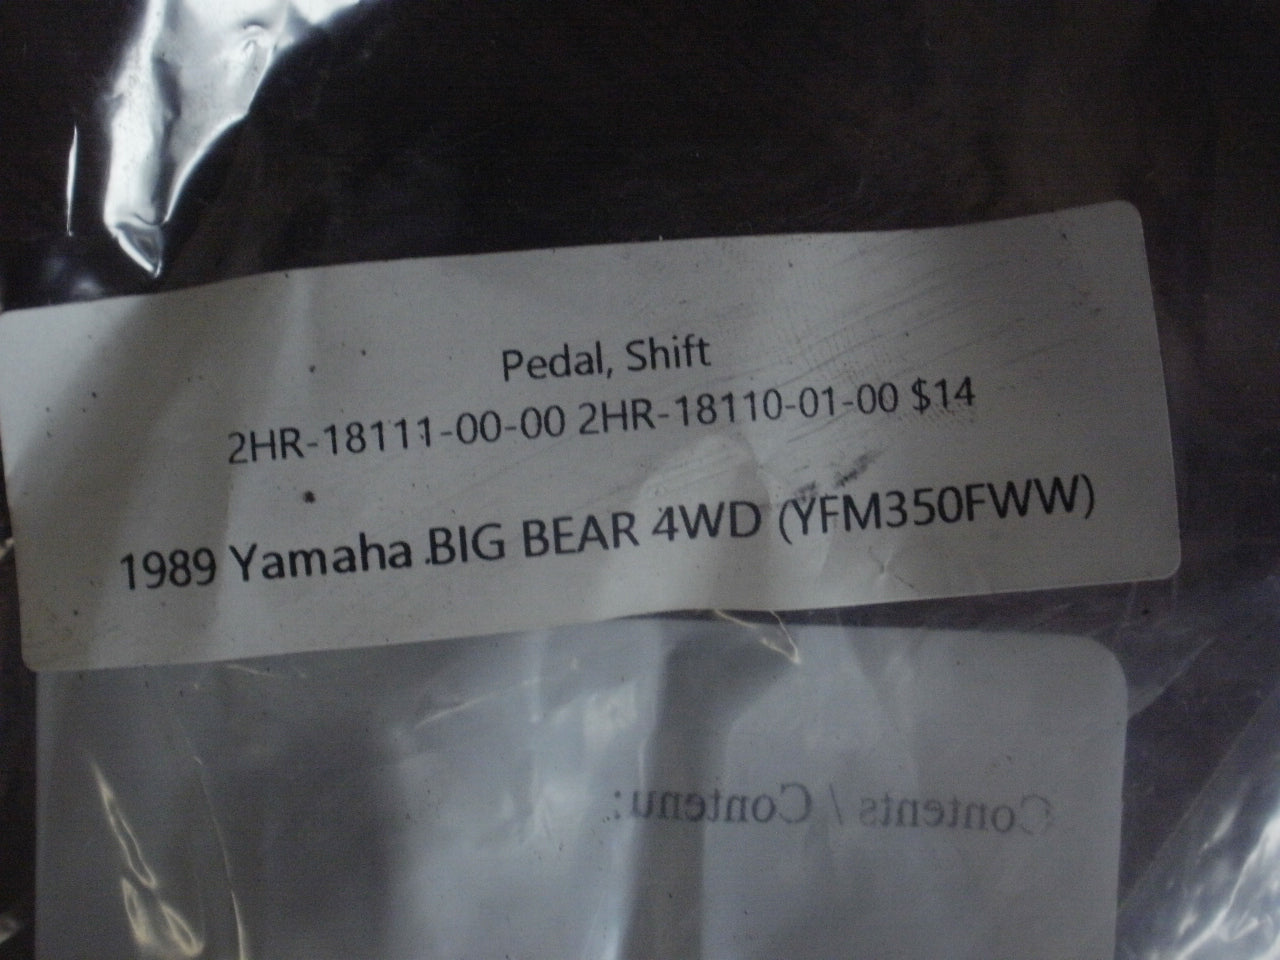 Pedal, Shift
2HR-18111-00-00 2HR-18110-01-00 $14
1989 Yamaha BIG BEAR 4WD (YFM350FWW)
Contents / Contenu: